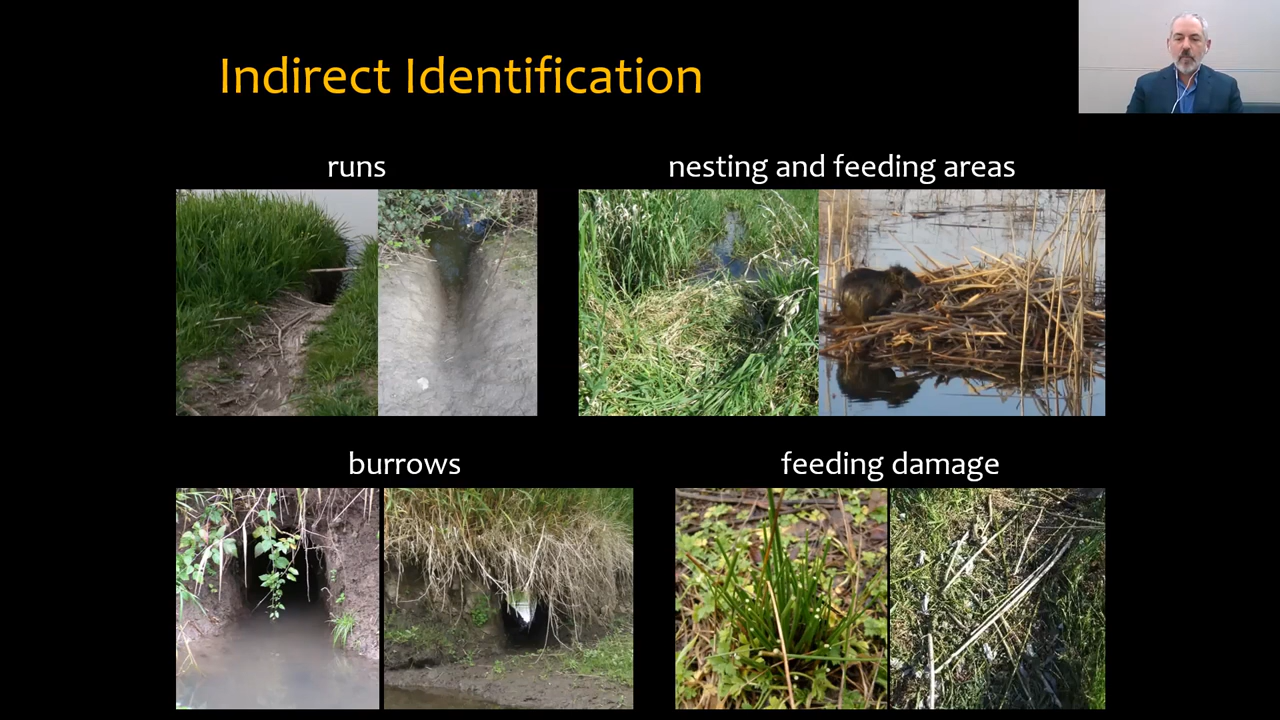 Indirect Identification
runs
nesting and feeding areas
burrows
feeding damage